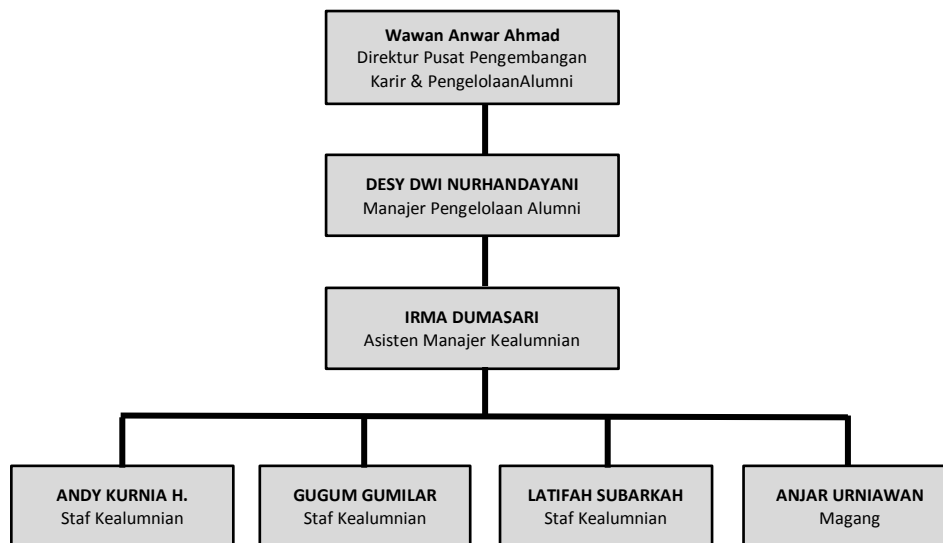 Wawan Anwar Ahmad
Direktur Pusat Pengembangan
Karir & PengelolaanAlumni
DESY DWI NURHANDAYANI
Manajer Pengelolaan Alumni
IRMA DUMASARI
Asisten Manajer Kealumnian
ANDY KURNIA H.
Staf Kealumnian
GUGUM GUMILAR
Staf Kealumnian
LATIFAH SUBARKAH
Staf Kealumnian
ANJAR URNIAWAN
Magang